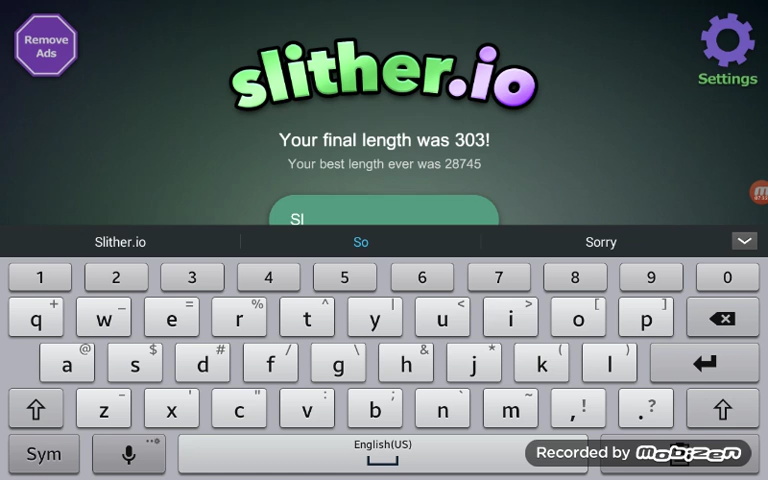 Remove
Ads
slither.io
Settings
Your final length was 303!
Your best length ever was 28745
Sl
Slither.io So Sorry
1 2 3 4 5 6 7 8 9 0
q + w _ e = r % t ^ y | u < i > o [ p ]
a @ s $ d # f / g \ h & j * k ( l )
z - x ' c " v : b ; n ` m ~ , ! . ?
Sym English(US) Recorded by mobizen